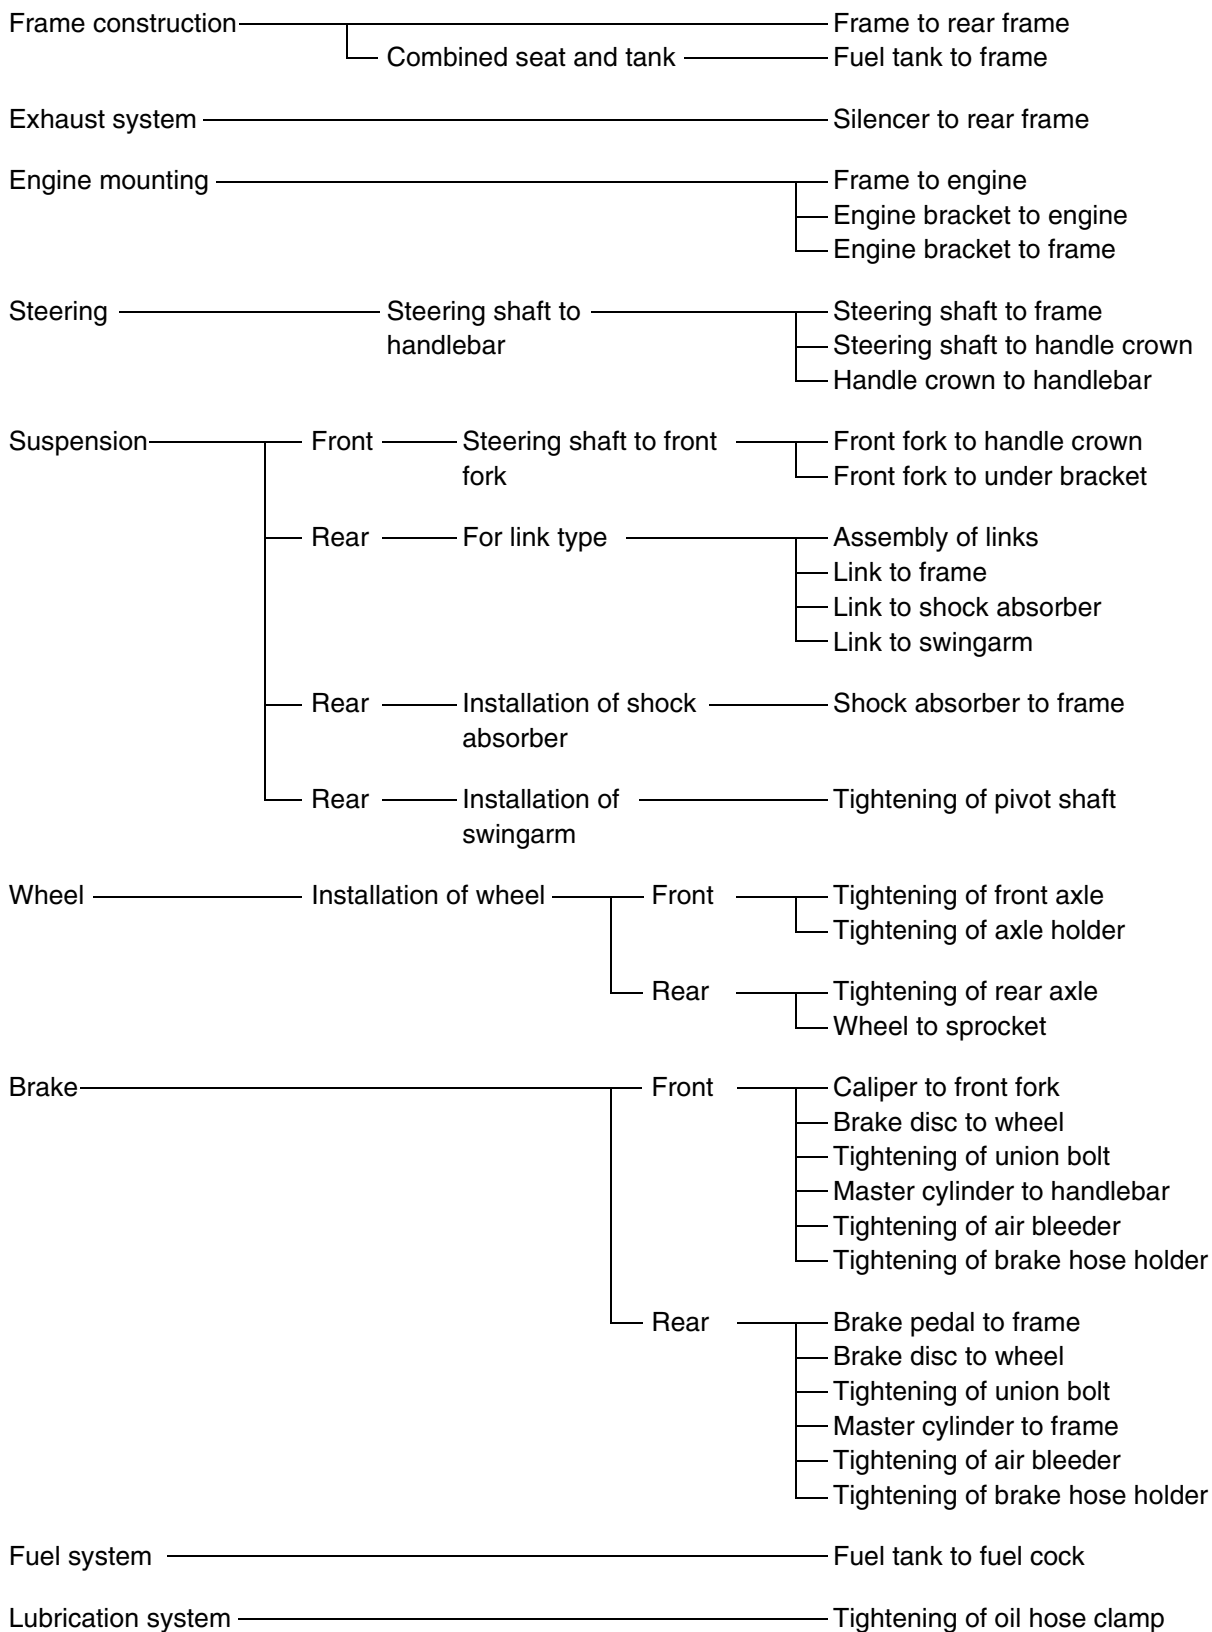 Frame construction Frame to rear frame
Combined seat and tank Fuel tank to frame
Exhaust system Silencer to rear frame
Engine mounting Frame to engine
Engine bracket to engine
Engine bracket to frame
Steering Steering shaft to Steering shaft to frame
handlebar Steering shaft to handle crown
Handle crown to handlebar
Suspension Front Steering shaft to front Front fork to handle crown
fork Front fork to under bracket
Rear For link type Assembly of links
Link to frame
Link to shock absorber
Link to swingarm
Rear Installation of shock Shock absorber to frame
absorber
Rear Installation of Tightening of pivot shaft
swingarm
Wheel Installation of wheel Front Tightening of front axle
Tightening of axle holder
Rear Tightening of rear axle
Wheel to sprocket
Brake Front Caliper to front fork
Brake disc to wheel
Tightening of union bolt
Master cylinder to handlebar
Tightening of air bleeder
Tightening of brake hose holder
Rear Brake pedal to frame
Brake disc to wheel
Tightening of union bolt
Master cylinder to frame
Tightening of air bleeder
Tightening of brake hose holder
Fuel system Fuel tank to fuel cock
Lubrication system Tightening of oil hose clamp